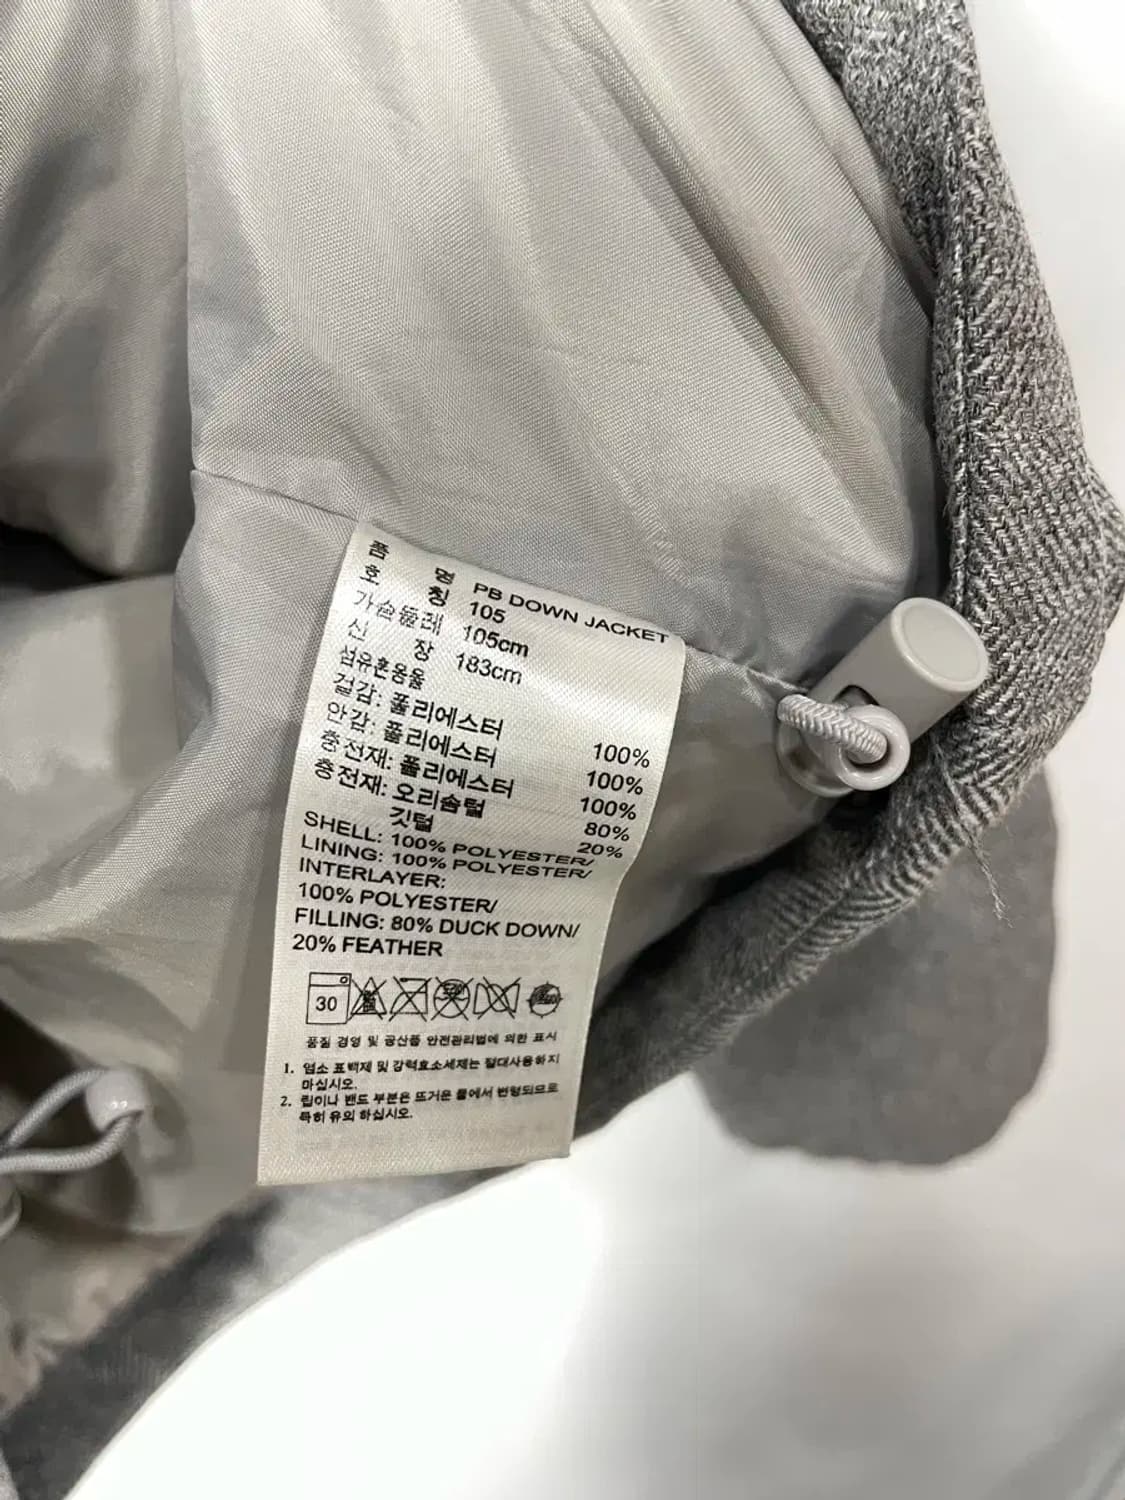 품 명 PB DOWN JACKET
호 칭 105
가슴둘레 105cm
신 장 183cm
섬유혼용율
겉감: 폴리에스터 100%
안감: 폴리에스터 100%
충전재: 폴리에스터 100%
충전재: 오리솜털 80%
깃털 20%
SHELL: 100% POLYESTER/
LINING: 100% POLYESTER/
INTERLAYER:
100% POLYESTER/
FILLING: 80% DUCK DOWN/
20% FEATHER
30
품질 경영 및 공산품 안전관리법에 의한 표시
1. 염소 표백제 및 강력효소세제는 절대사용하지
마십시오.
2. 립이나 밴드 부분은 뜨거운 물에서 변형되므로
특히 유의 하십시오.